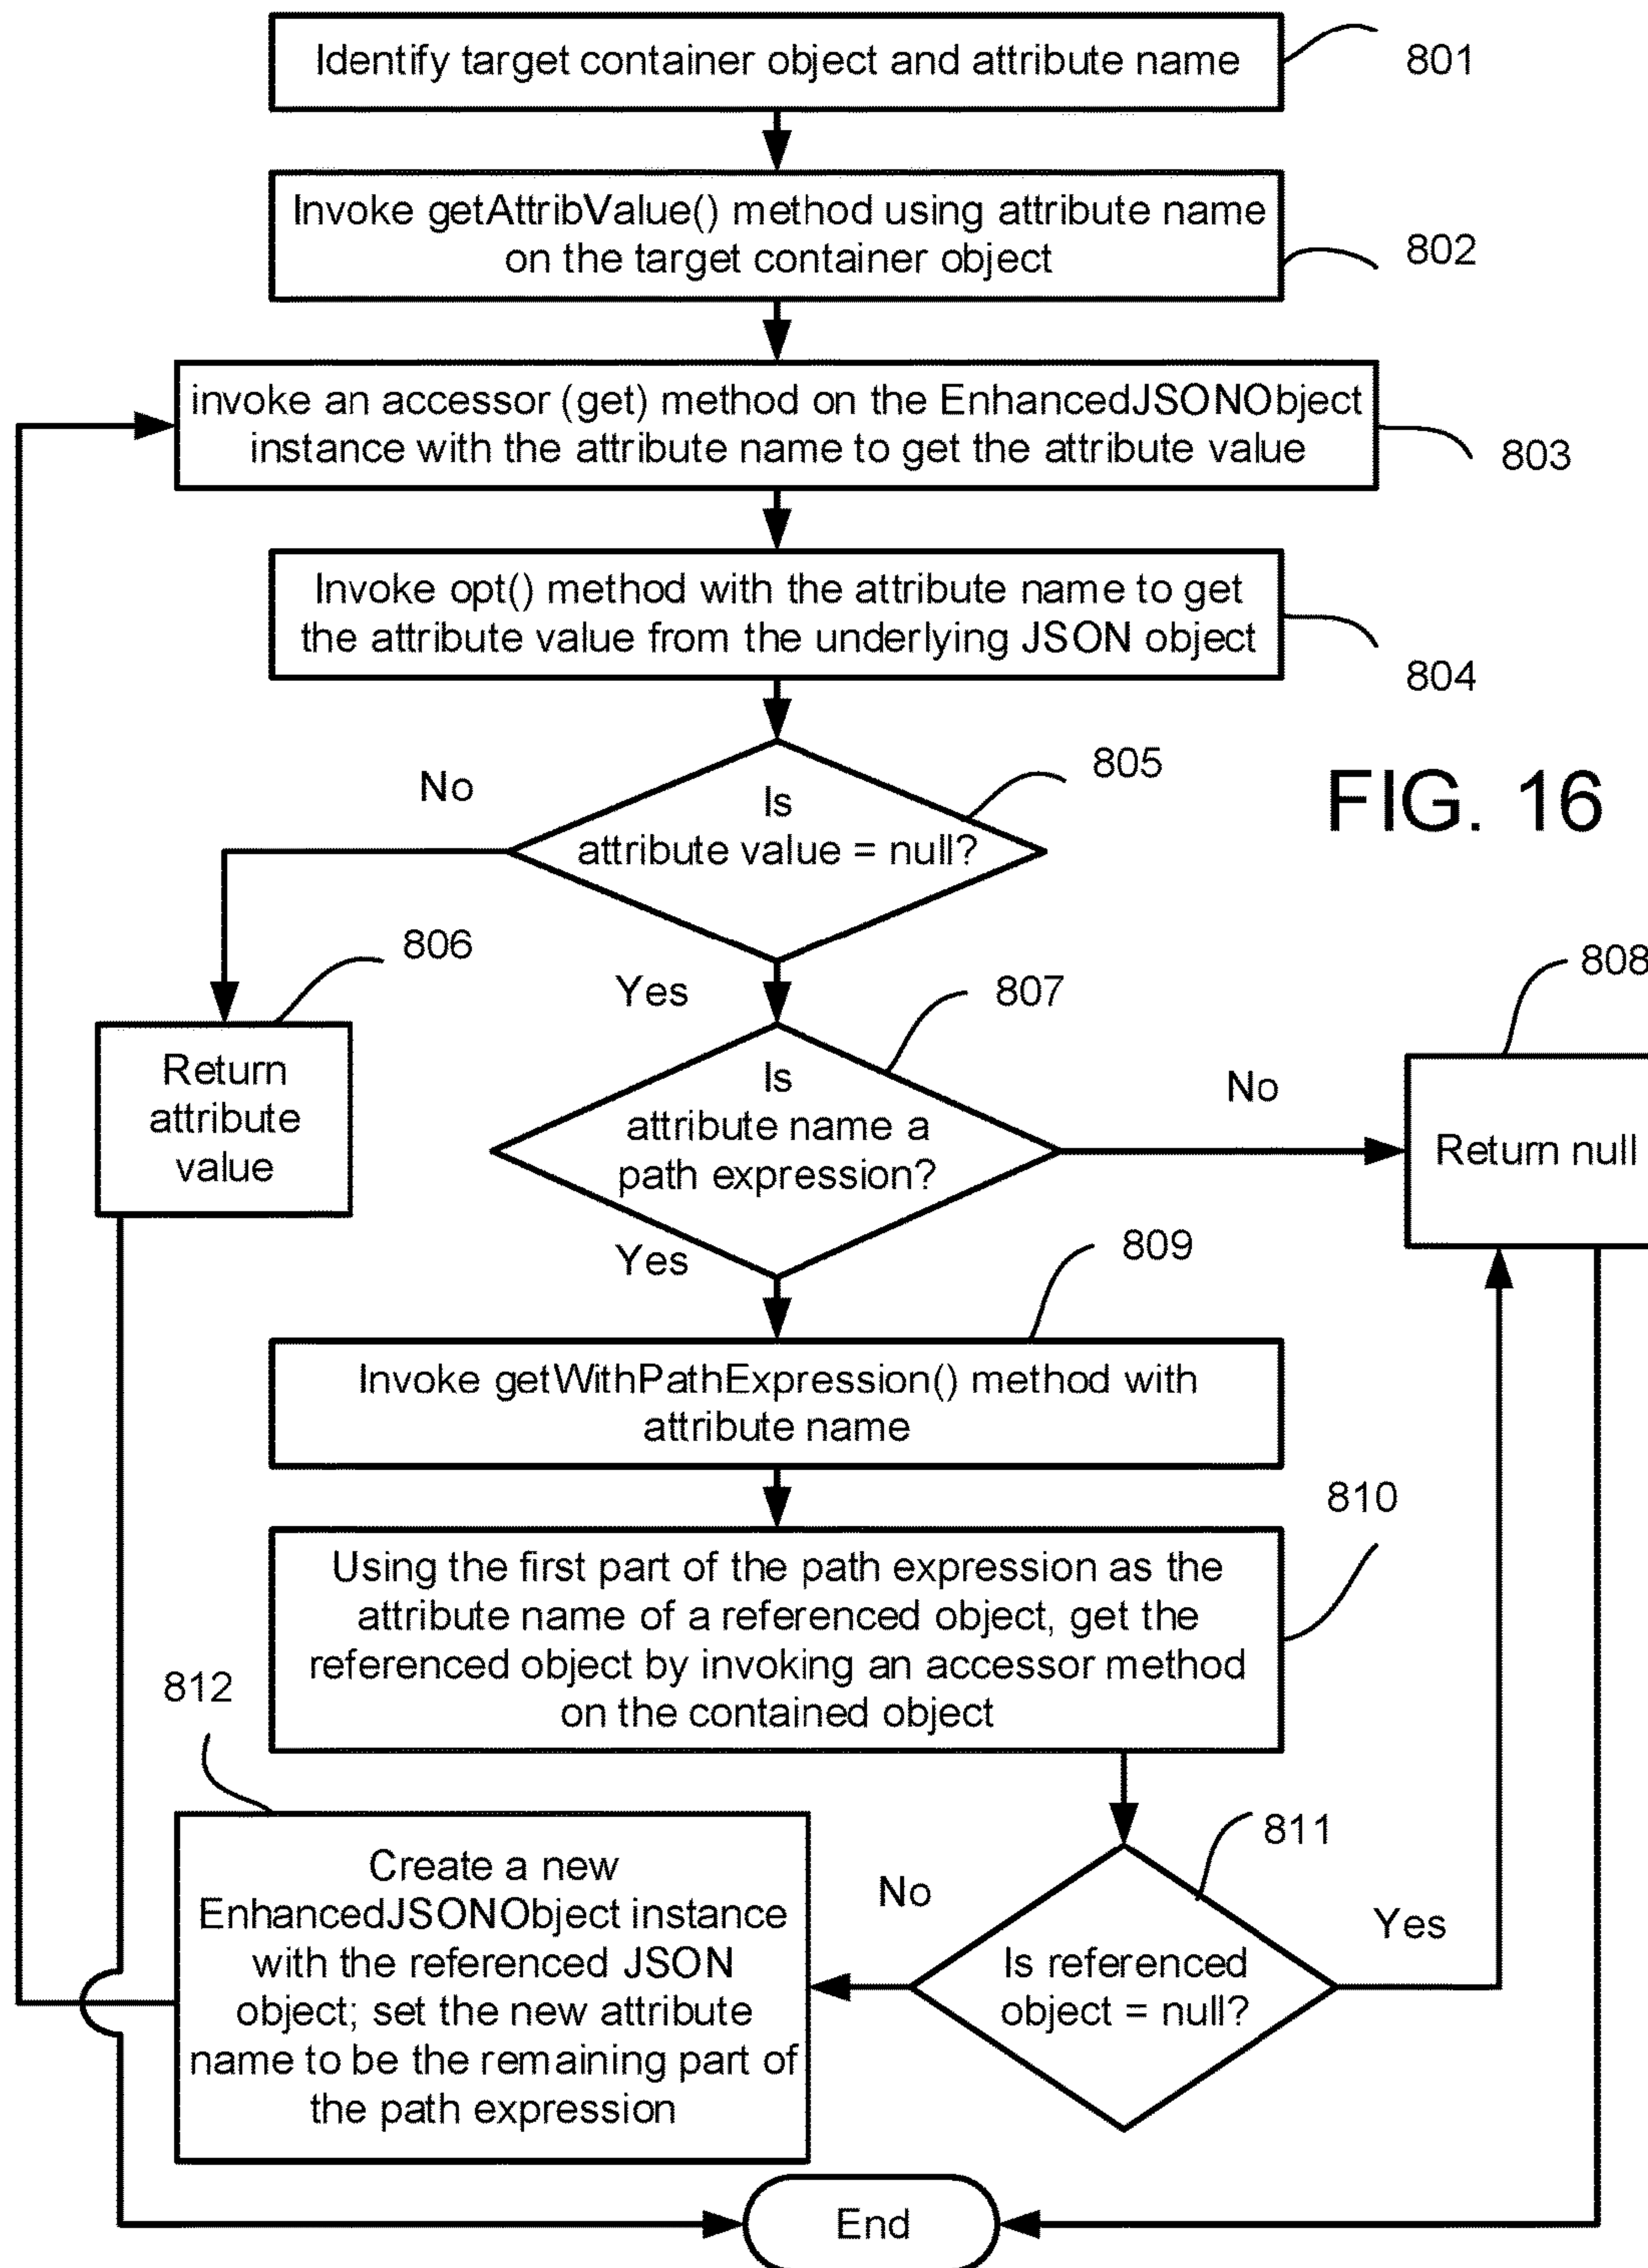 Identify target container object and attribute name
801
Invoke getAttribValue() method using attribute name
on the target container object
802
invoke an accessor (get) method on the EnhancedJSONObject
instance with the attribute name to get the attribute value
803
Invoke opt() method with the attribute name to get
the attribute value from the underlying JSON object
804
805
No
Is
attribute value = null?
FIG. 16
806
Yes
807
808
Return
attribute
value
Is
attribute name a
path expression?
No
Return null
Yes
809
Invoke getWithPathExpression() method with
attribute name
810
Using the first part of the path expression as the
attribute name of a referenced object, get the
referenced object by invoking an accessor method
on the contained object
812
811
Create a new
EnhancedJSONObject instance
with the referenced JSON
object; set the new attribute
name to be the remaining part of
the path expression
No
Yes
Is referenced
object = null?
End